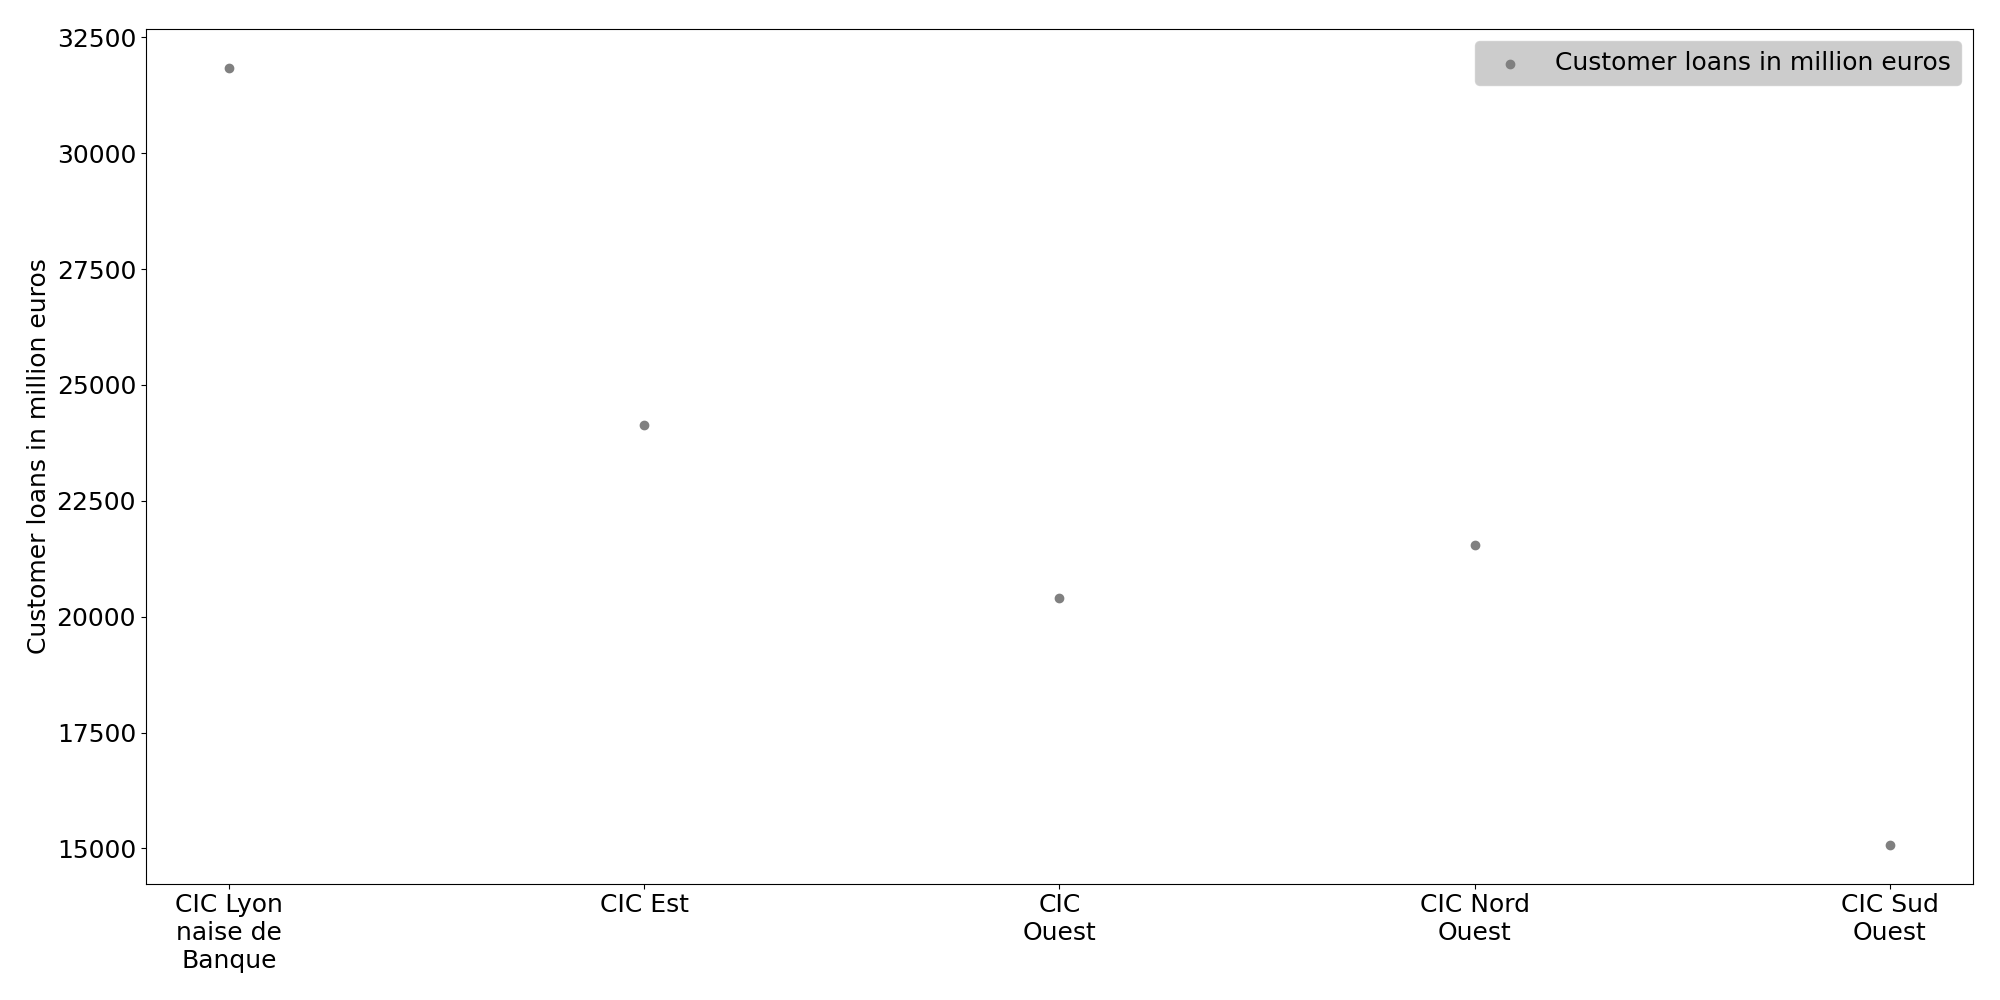 Customer loans in million euros
32500
30000
27500
25000
22500
20000
17500
15000
Customer loans in million euros
CIC Lyon
naise de
Banque
CIC Est
CIC
Ouest
CIC Nord
Ouest
CIC Sud
Ouest